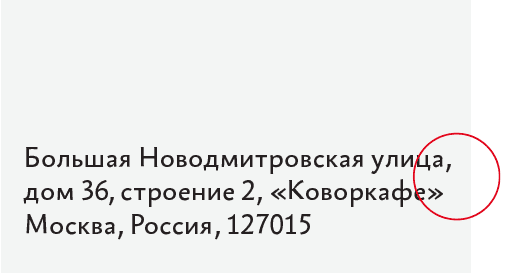 Большая Новодмитровская улица,
дом 36, строение 2, «Коворкафе»
Москва, Россия, 127015